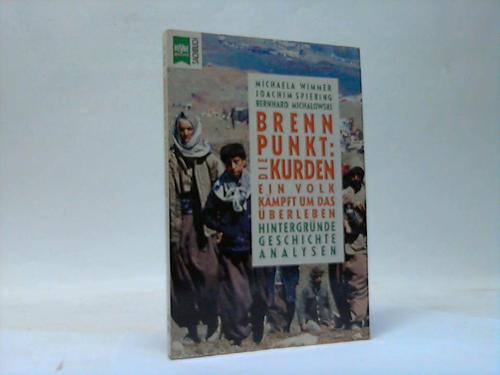 SACHBUCH
MICHAELA WIMMER
JOACHIM SPIERING
BERNHARD MICHALOWSKI
BRENN
PUNKT:
DIE KURDEN
EIN VOLK
KÄMPFT UM DAS
ÜBERLEBEN
HINTERGRÜNDE
GESCHICHTE
ANALYSEN